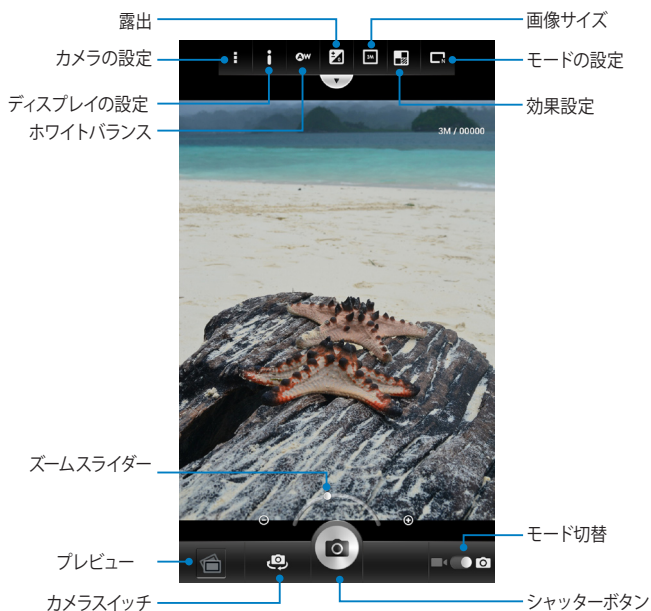 露出
画像サイズ
カメラの設定
モードの設定
ディスプレイの設定
効果設定
ホワイトバランス
3M / 00000
ズームスライダー
モード切替
プレビュー
カメラスイッチ
シャッターボタン